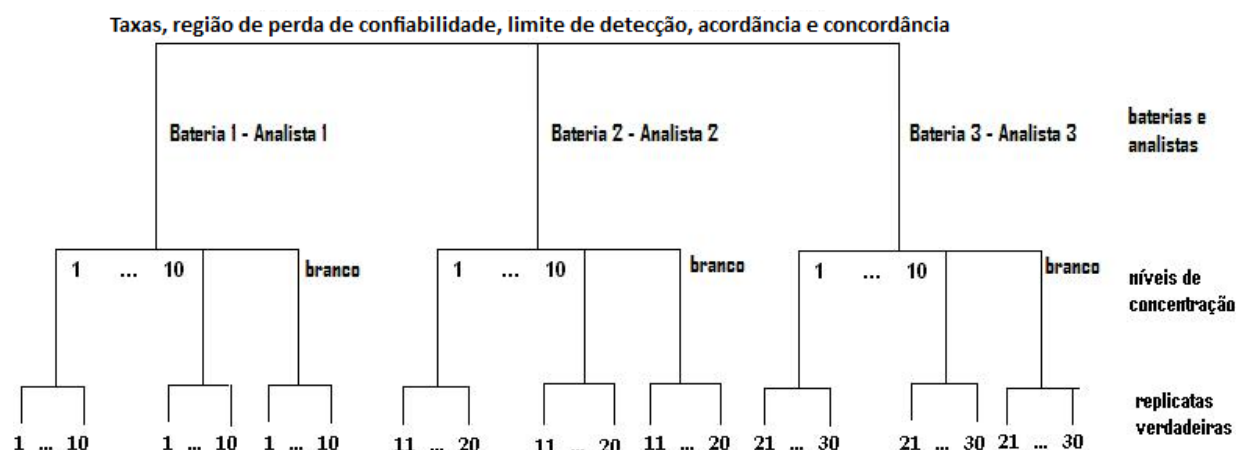 Taxas, região de perda de confiabilidade, limite de detecção, acordância e concordância
Bateria 1 - Analista 1
Bateria 2 - Analista 2
Bateria 3 - Analista 3
baterias e
analistas
1 ... 10 branco
1 ... 10 branco
1 ... 10 branco
níveis de
concentração
1 ... 10 1 ... 10 1 ... 10
11 ... 20 11 ... 20 11 ... 20
21 ... 30 21 ... 30 21 ... 30
replicatas
verdadeiras